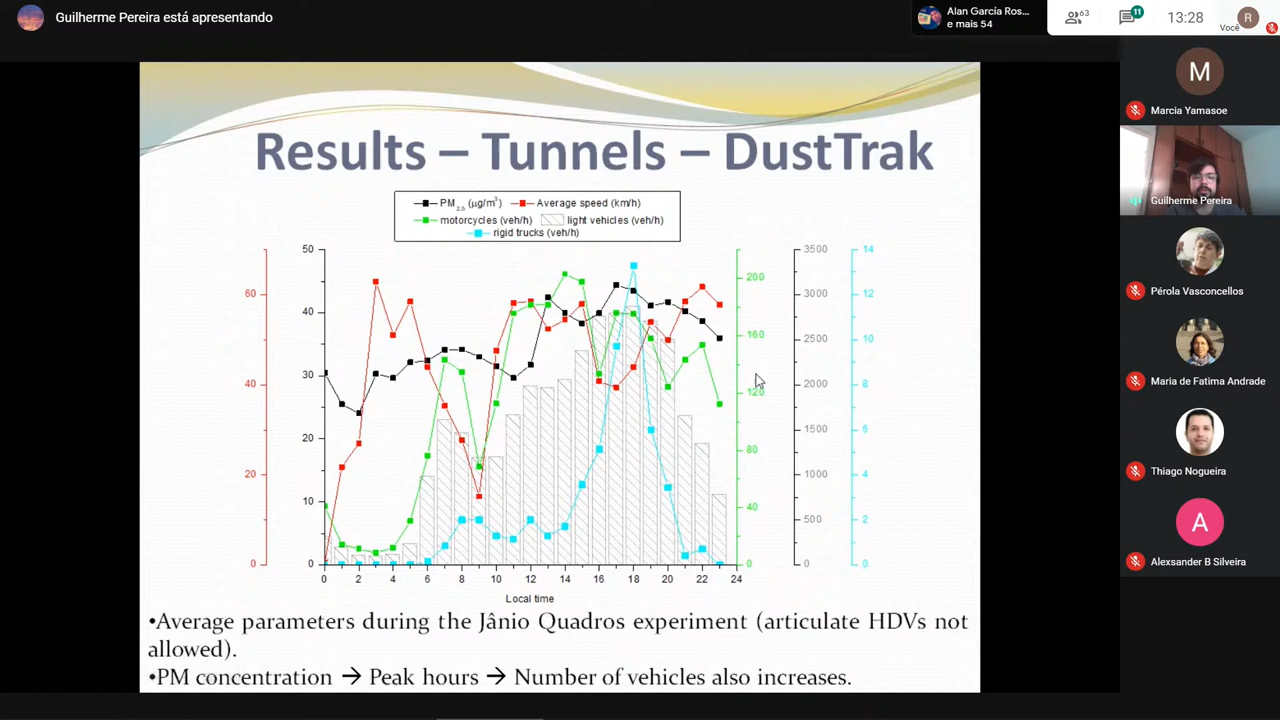 Guilherme Pereira está apresentando
Alan García Ros...
e mais 54
63
11
13:28
R
Você
Results – Tunnels – DustTrak
PM2.5 (μg/m³) Average speed (km/h)
motorcycles (veh/h) light vehicles (veh/h)
rigid trucks (veh/h)
60
40
20
0
50
40
30
20
10
0
200
160
120
80
40
0
3500
3000
2500
2000
1500
1000
500
0
14
12
10
8
6
4
2
0
0 2 4 6 8 10 12 14 16 18 20 22 24
Local time
•Average parameters during the Jânio Quadros experiment (articulate HDVs not
allowed).
•PM concentration → Peak hours → Number of vehicles also increases.
M
Marcia Yamasoe
Guilherme Pereira
Pérola Vasconcellos
Maria de Fatima Andrade
Thiago Nogueira
A
Alexsander B Silveira